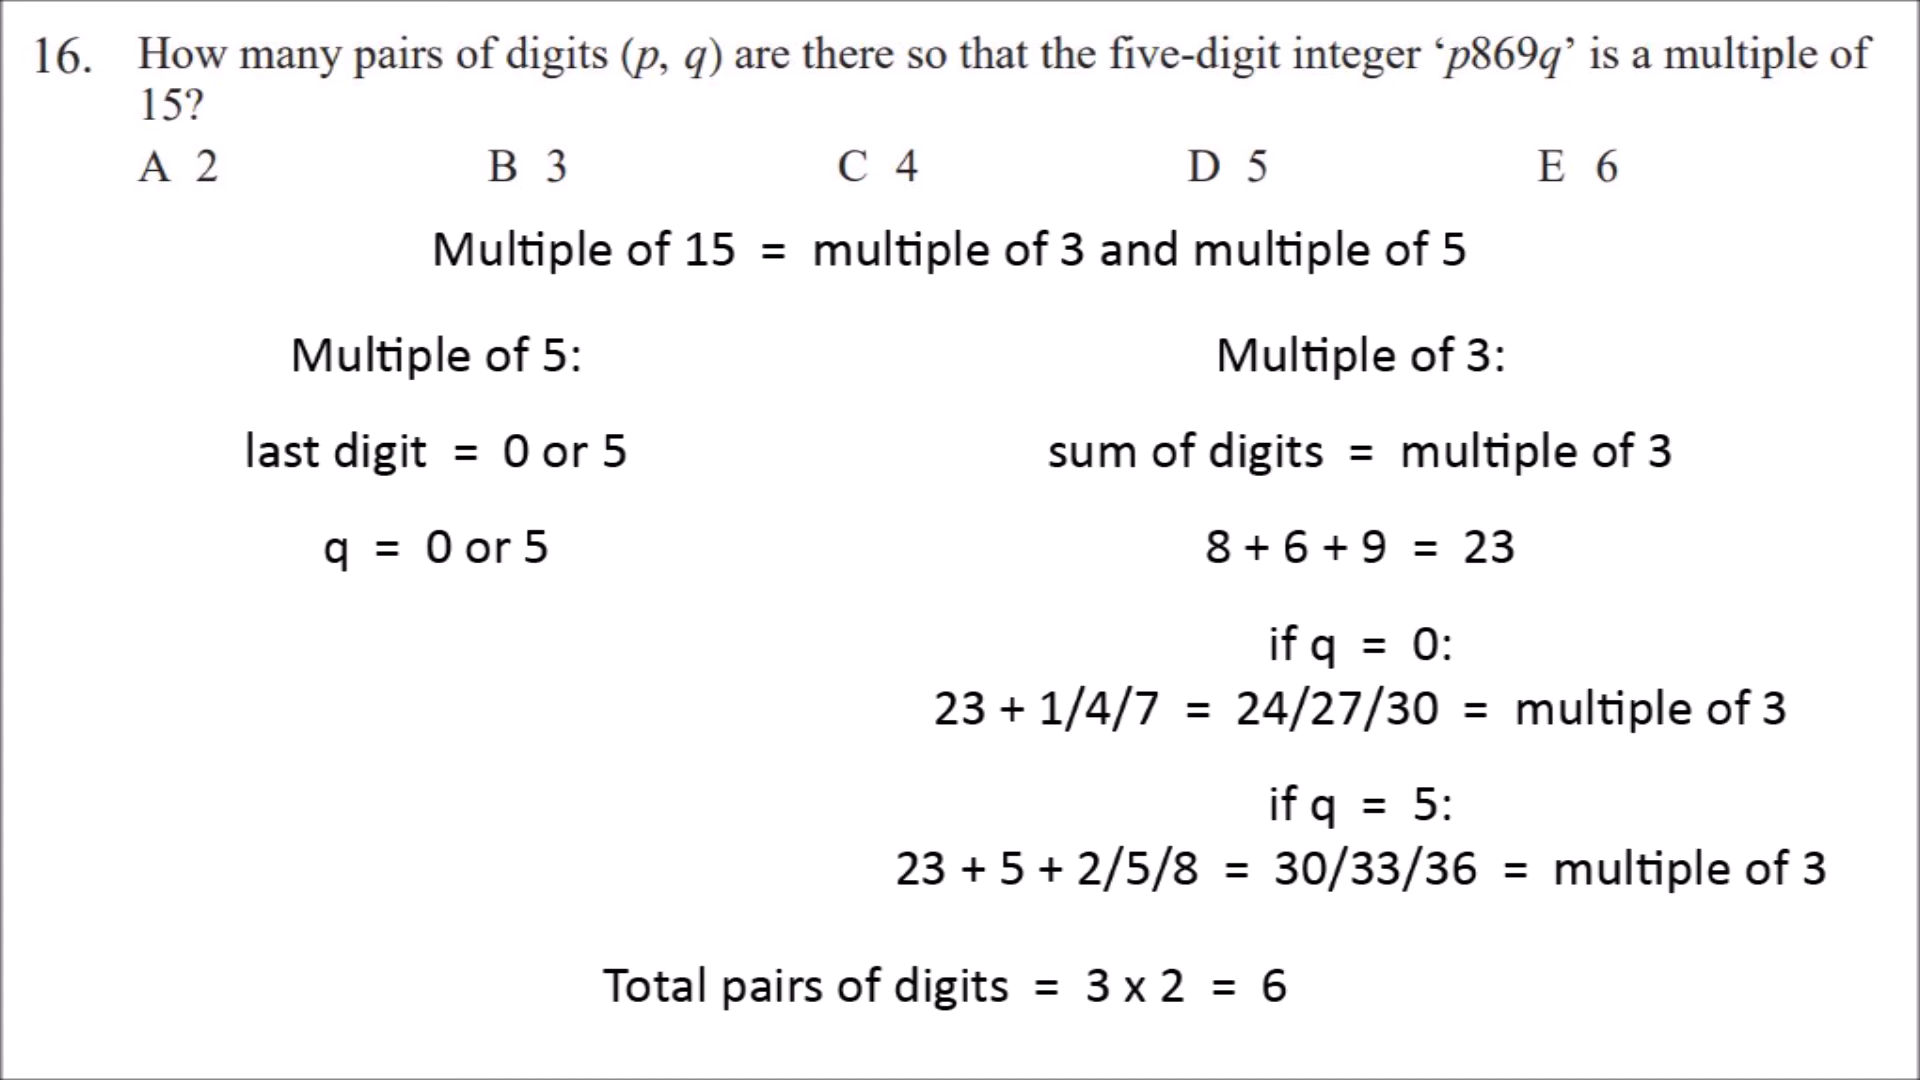 16. How many pairs of digits (p, q) are there so that the five-digit integer ‘p869q’ is a multiple of
15?
A 2 B 3 C 4 D 5 E 6
Multiple of 15 = multiple of 3 and multiple of 5
Multiple of 5:
last digit = 0 or 5
q = 0 or 5
Multiple of 3:
sum of digits = multiple of 3
8 + 6 + 9 = 23
if q = 0:
23 + 1/4/7 = 24/27/30 = multiple of 3
if q = 5:
23 + 5 + 2/5/8 = 30/33/36 = multiple of 3
Total pairs of digits = 3 x 2 = 6